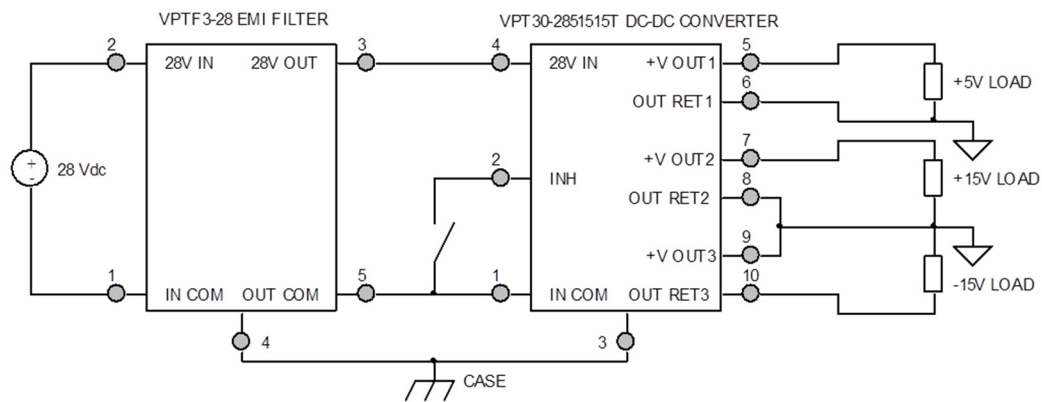 VPTF3-28 EMI FILTER
VPT30-2851515T DC-DC CONVERTER
2
28V IN
28V OUT
3
4
28V IN
+V OUT1
5
+5V LOAD
OUT RET1
6
+
-
28 Vdc
2
INH
+V OUT2
7
+15V LOAD
OUT RET2
8
+V OUT3
9
1
IN COM
OUT COM
5
1
IN COM
OUT RET3
10
-15V LOAD
4
3
CASE